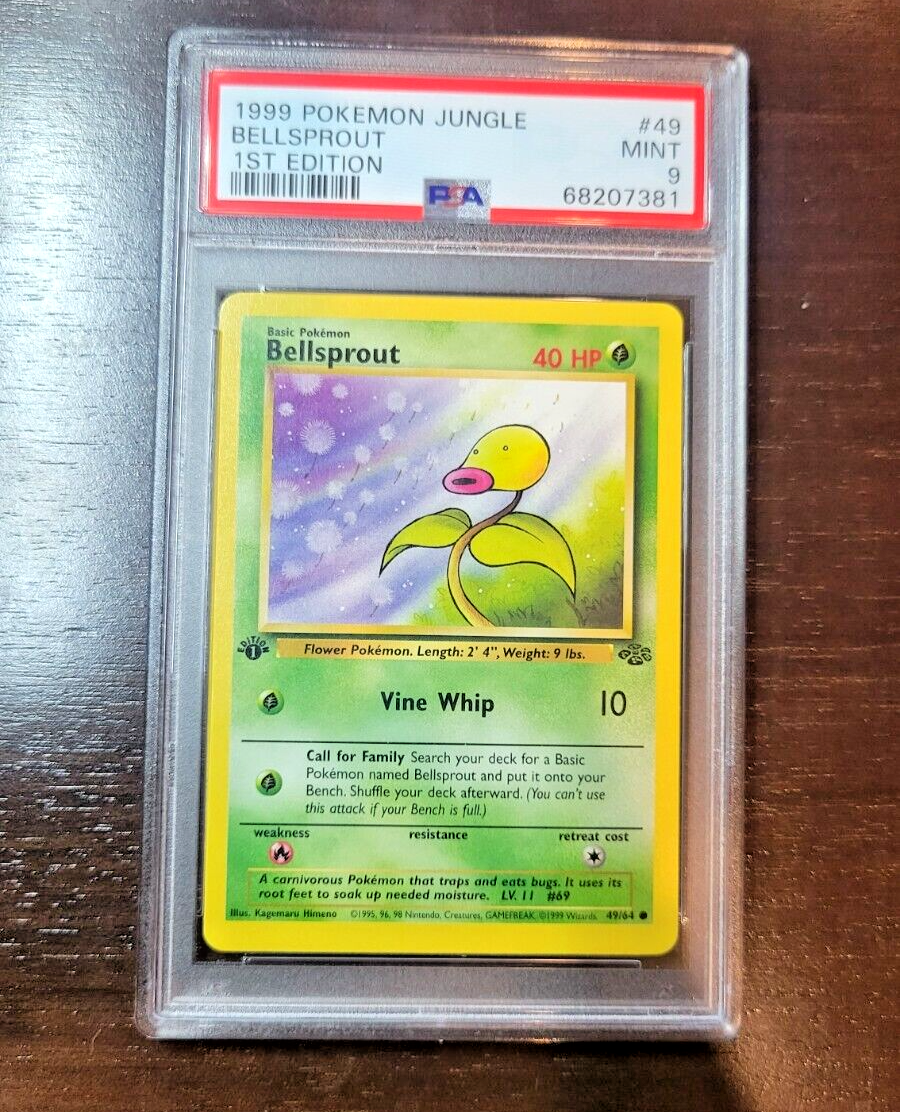 1999 POKEMON JUNGLE #49
BELLSPROUT MINT
1ST EDITION 9
PSA 68207381
Basic Pokémon
Bellsprout 40 HP
EDITION 1
Flower Pokémon. Length: 2' 4", Weight: 9 lbs.
Vine Whip 10
Call for Family Search your deck for a Basic
Pokémon named Bellsprout and put it onto your
Bench. Shuffle your deck afterward. (You can't use
this attack if your Bench is full.)
weakness resistance retreat cost
A carnivorous Pokémon that traps and eats bugs. It uses its
root feet to soak up needed moisture. LV. 11 #69
Illus. Kagemaru Himeno ©1995, 96, 98 Nintendo, Creatures, GAMEFREAK. ©1999 Wizards. 49/64